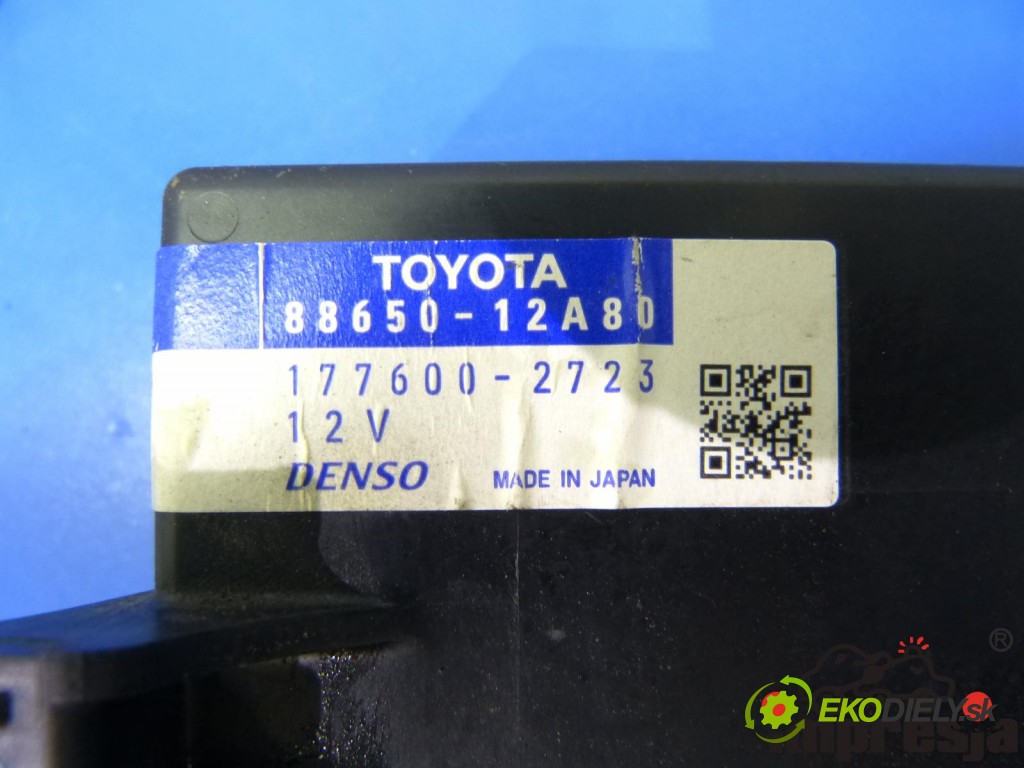 TOYOTA
88650-12A80
177600-2723
12V
DENSO MADE IN JAPAN
®
EKODIELY.sk